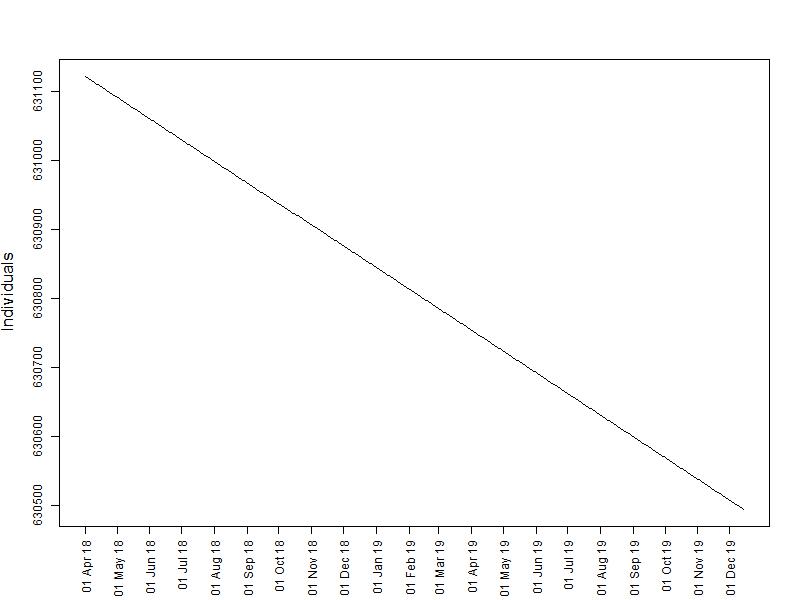 Individuals
631100
631000
630900
630800
630700
630600
630500
01 Apr 18
01 May 18
01 Jun 18
01 Jul 18
01 Aug 18
01 Sep 18
01 Oct 18
01 Nov 18
01 Dec 18
01 Jan 19
01 Feb 19
01 Mar 19
01 Apr 19
01 May 19
01 Jun 19
01 Jul 19
01 Aug 19
01 Sep 19
01 Oct 19
01 Nov 19
01 Dec 19